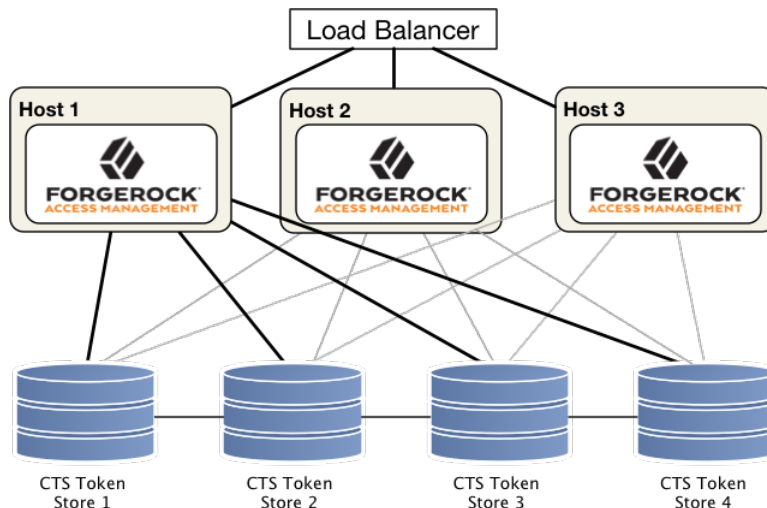 Load Balancer
Host 1
Host 2
Host 3
FORGEROCK
ACCESS MANAGEMENT
FORGEROCK
ACCESS MANAGEMENT
FORGEROCK
ACCESS MANAGEMENT
CTS Token
Store 1
CTS Token
Store 2
CTS Token
Store 3
CTS Token
Store 4